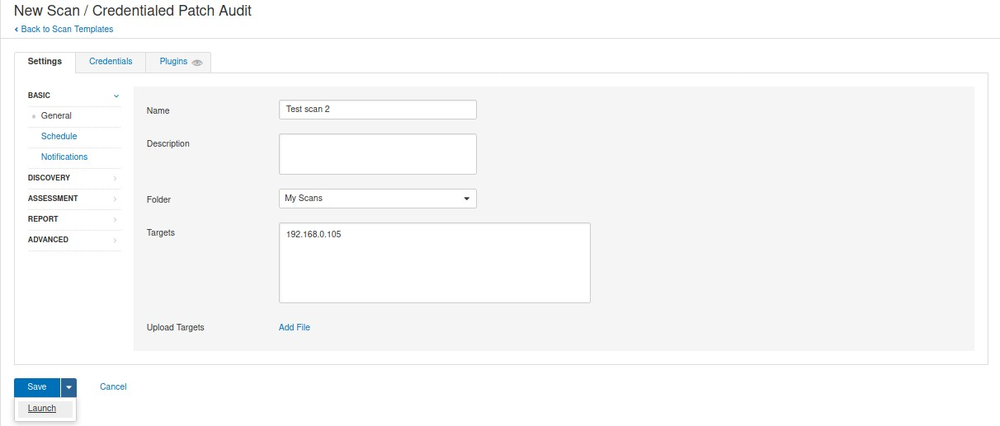 New Scan / Credentialed Patch Audit
‹ Back to Scan Templates
Settings
Credentials
Plugins
BASIC
General
Schedule
Notifications
DISCOVERY
ASSESSMENT
REPORT
ADVANCED
Name
Test scan 2
Description
Folder
My Scans
Targets
192.168.0.105
Upload Targets
Add File
Save
Cancel
Launch